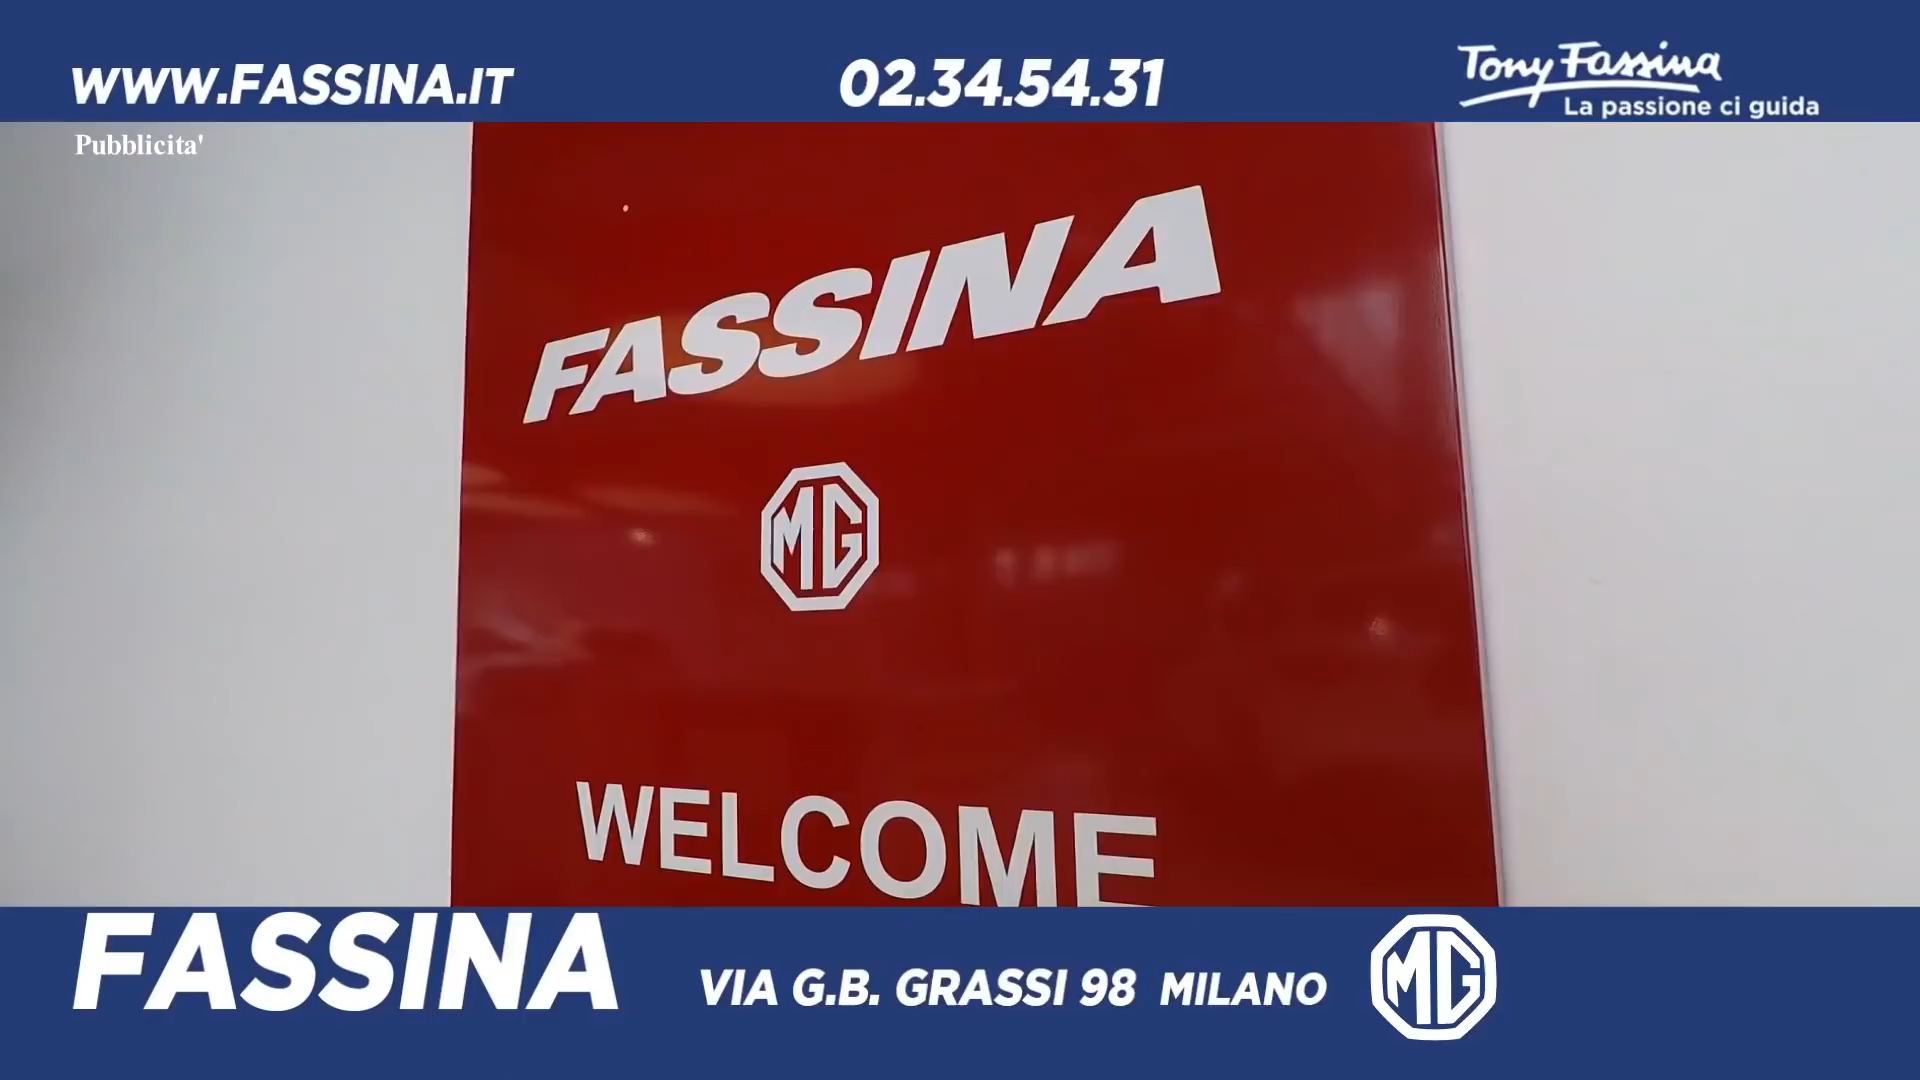 WWW.FASSINA.IT
02.34.54.31
Tony Fassina
La passione ci guida
Pubblicita'
FASSINA
MG
WELCOME
FASSINA
VIA G.B. GRASSI 98 MILANO
MG